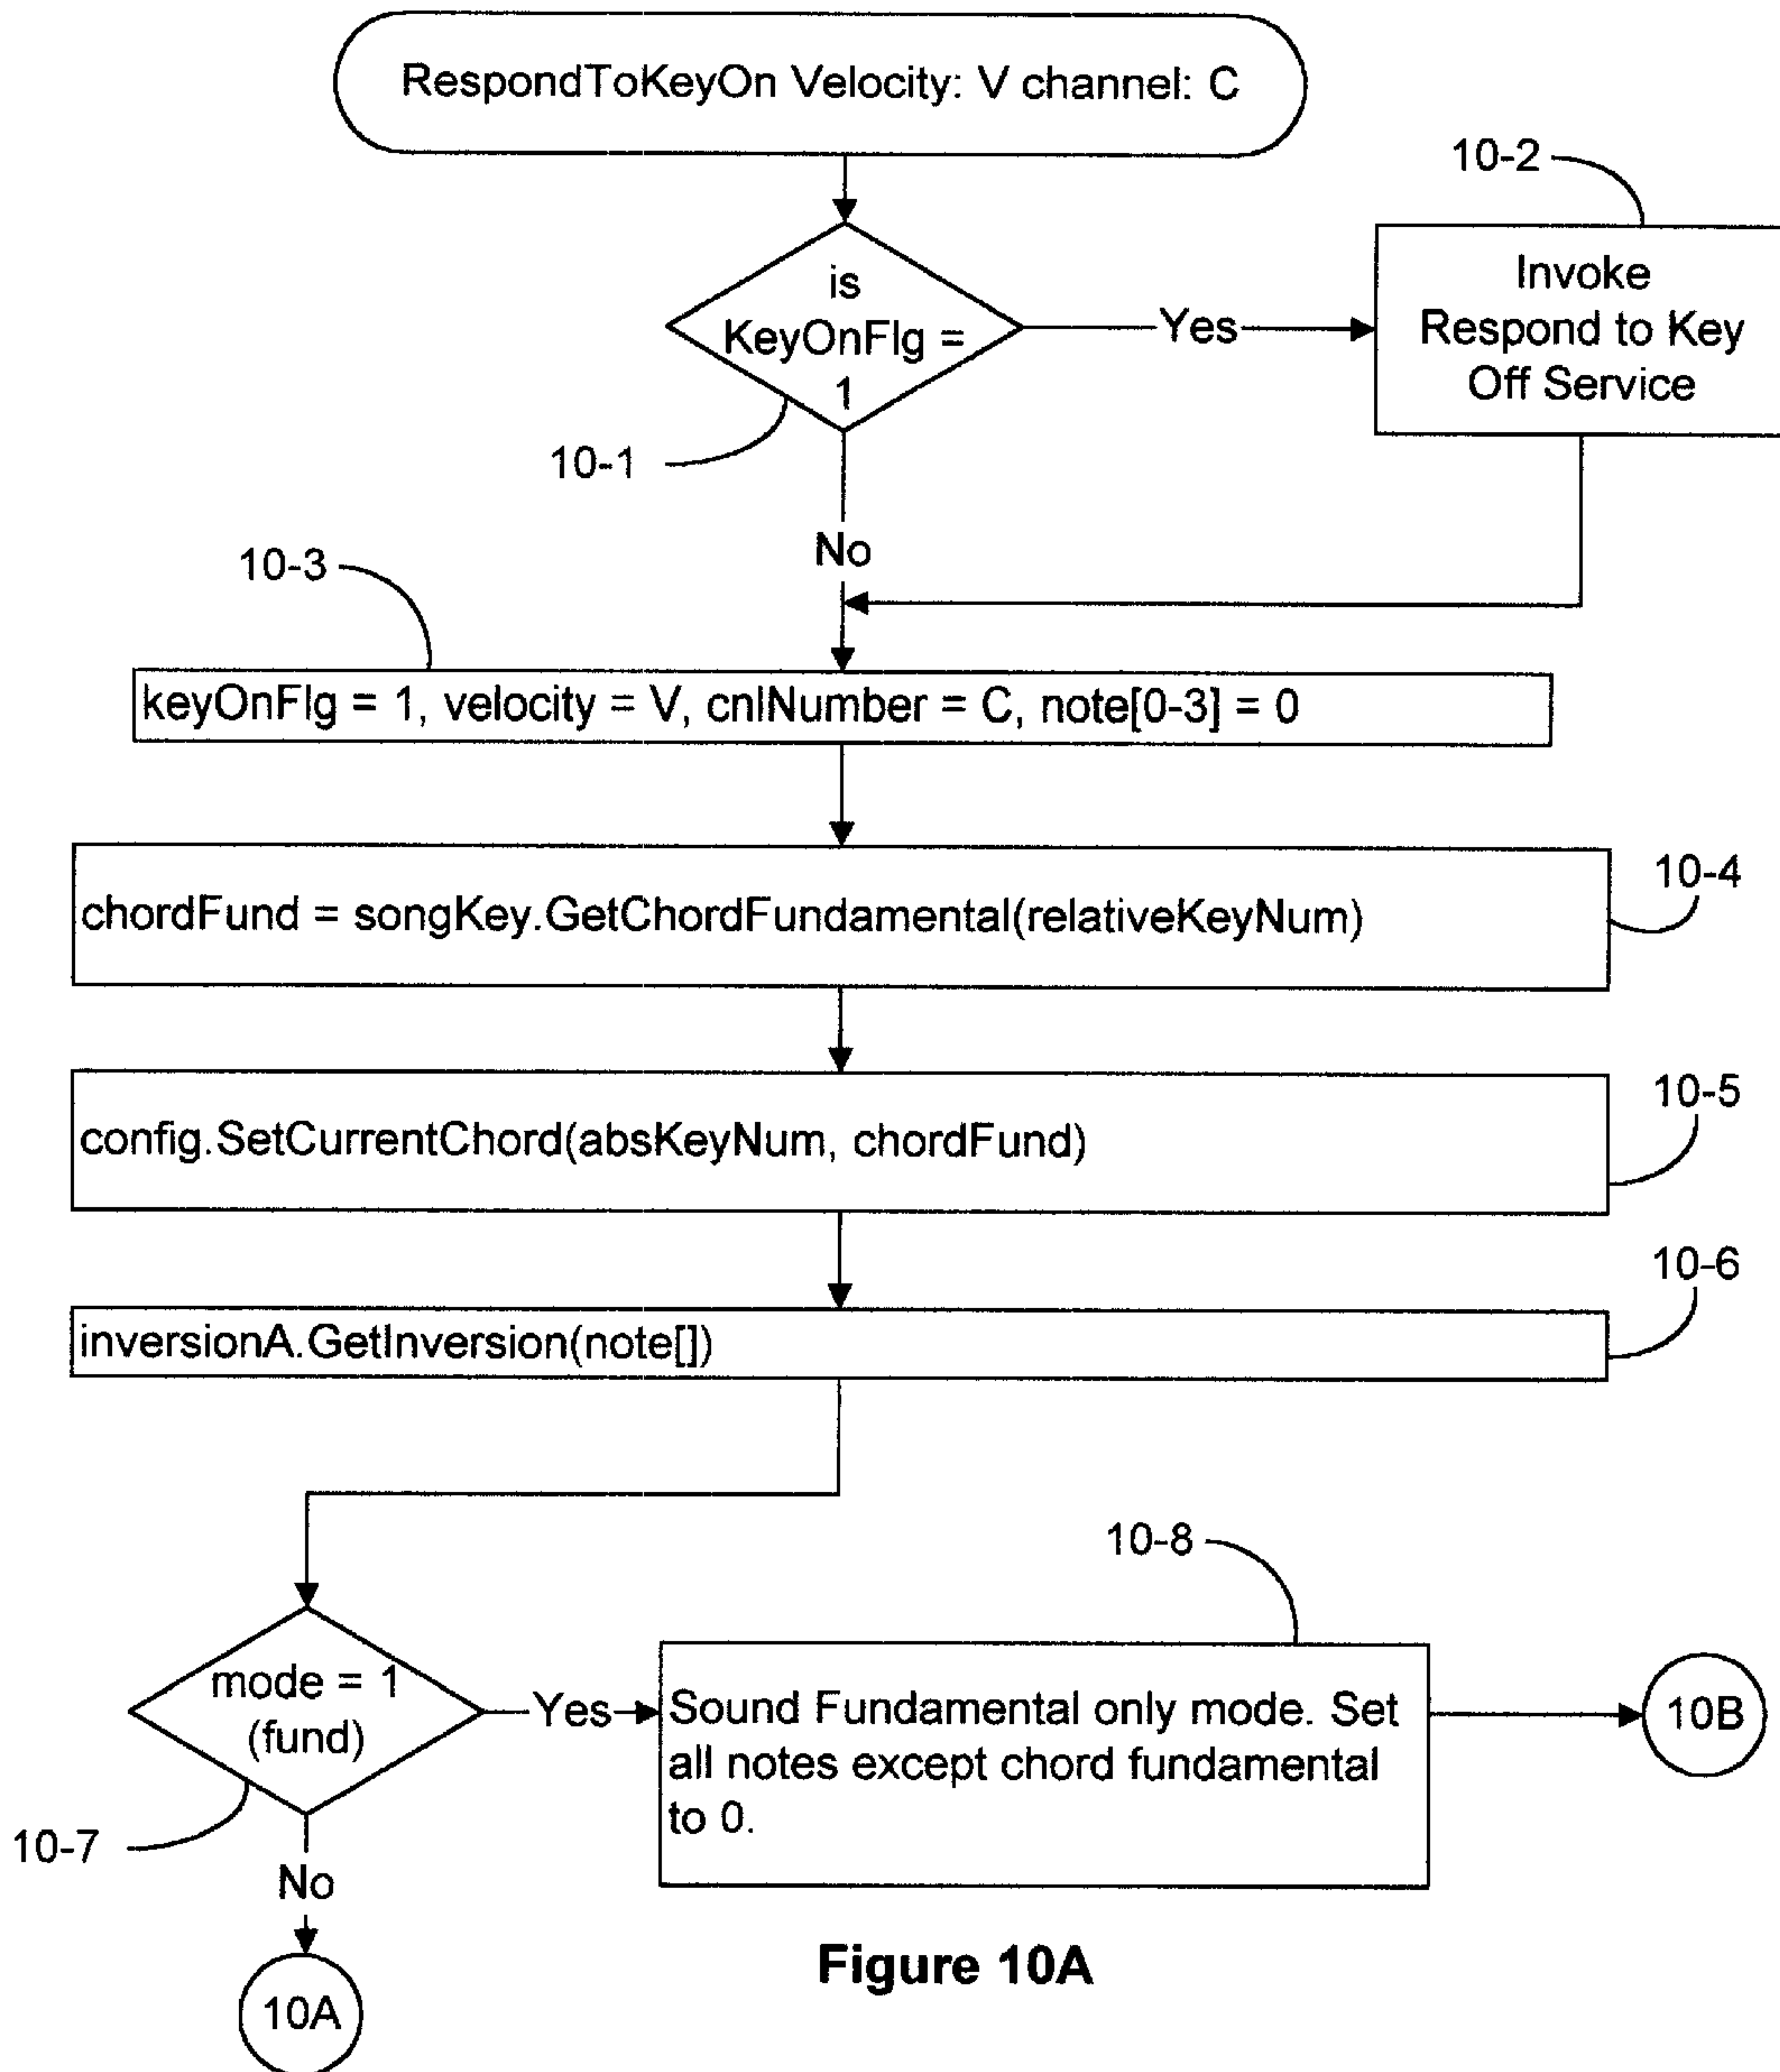 RespondToKeyOn Velocity: V channel: C
10-2
is
KeyOnFlg =
1
Yes
Invoke
Respond to Key
Off Service
10-1
No
10-3
keyOnFlg = 1, velocity = V, cnlNumber = C, note[0-3] = 0
10-4
chordFund = songKey.GetChordFundamental(relativeKeyNum)
10-5
config.SetCurrentChord(absKeyNum, chordFund)
10-6
inversionA.GetInversion(note[])
10-8
mode = 1
(fund)
Yes
Sound Fundamental only mode. Set
all notes except chord fundamental
to 0.
10B
10-7
No
10A
Figure 10A